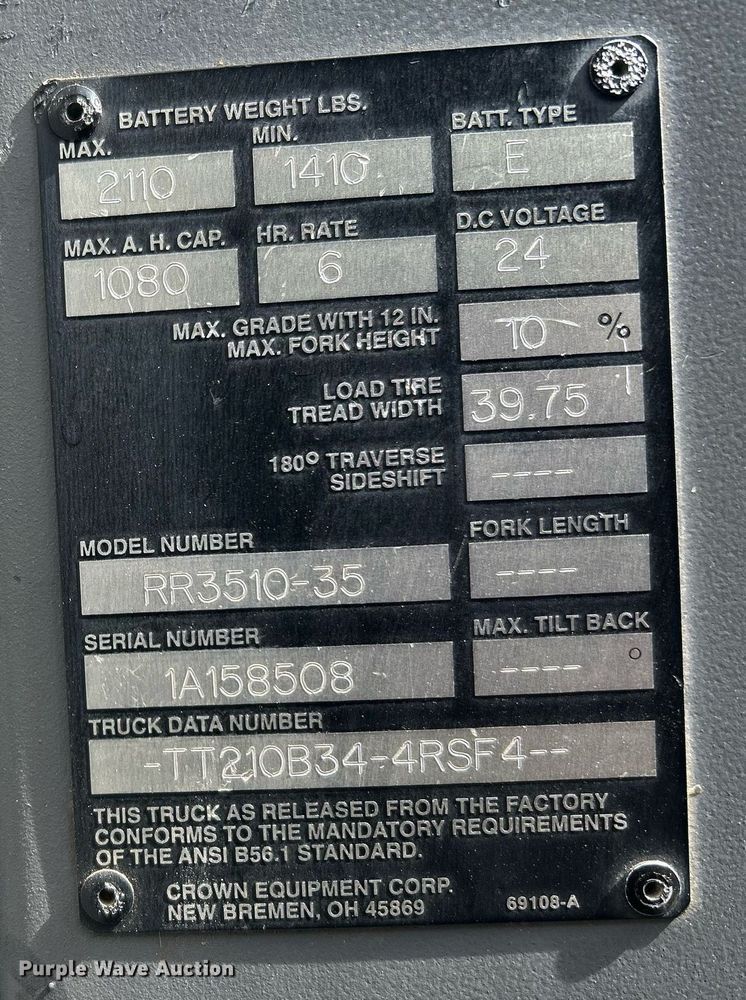 BATTERY WEIGHT LBS.
MAX. MIN. BATT. TYPE
2110 1410 E
MAX. A. H. CAP. HR. RATE D.C VOLTAGE
1080 6 24
MAX. GRADE WITH 12 IN.
MAX. FORK HEIGHT
10 %
LOAD TIRE
TREAD WIDTH
39.75
180° TRAVERSE
SIDESHIFT
----
MODEL NUMBER FORK LENGTH
RR3510-35 ----
SERIAL NUMBER MAX. TILT BACK
1A158508 ---- °
TRUCK DATA NUMBER
-TT210B34-4RSF4--
THIS TRUCK AS RELEASED FROM THE FACTORY
CONFORMS TO THE MANDATORY REQUIREMENTS
OF THE ANSI B56.1 STANDARD.
CROWN EQUIPMENT CORP.
NEW BREMEN, OH 45869 69108-A
Purple Wave Auction